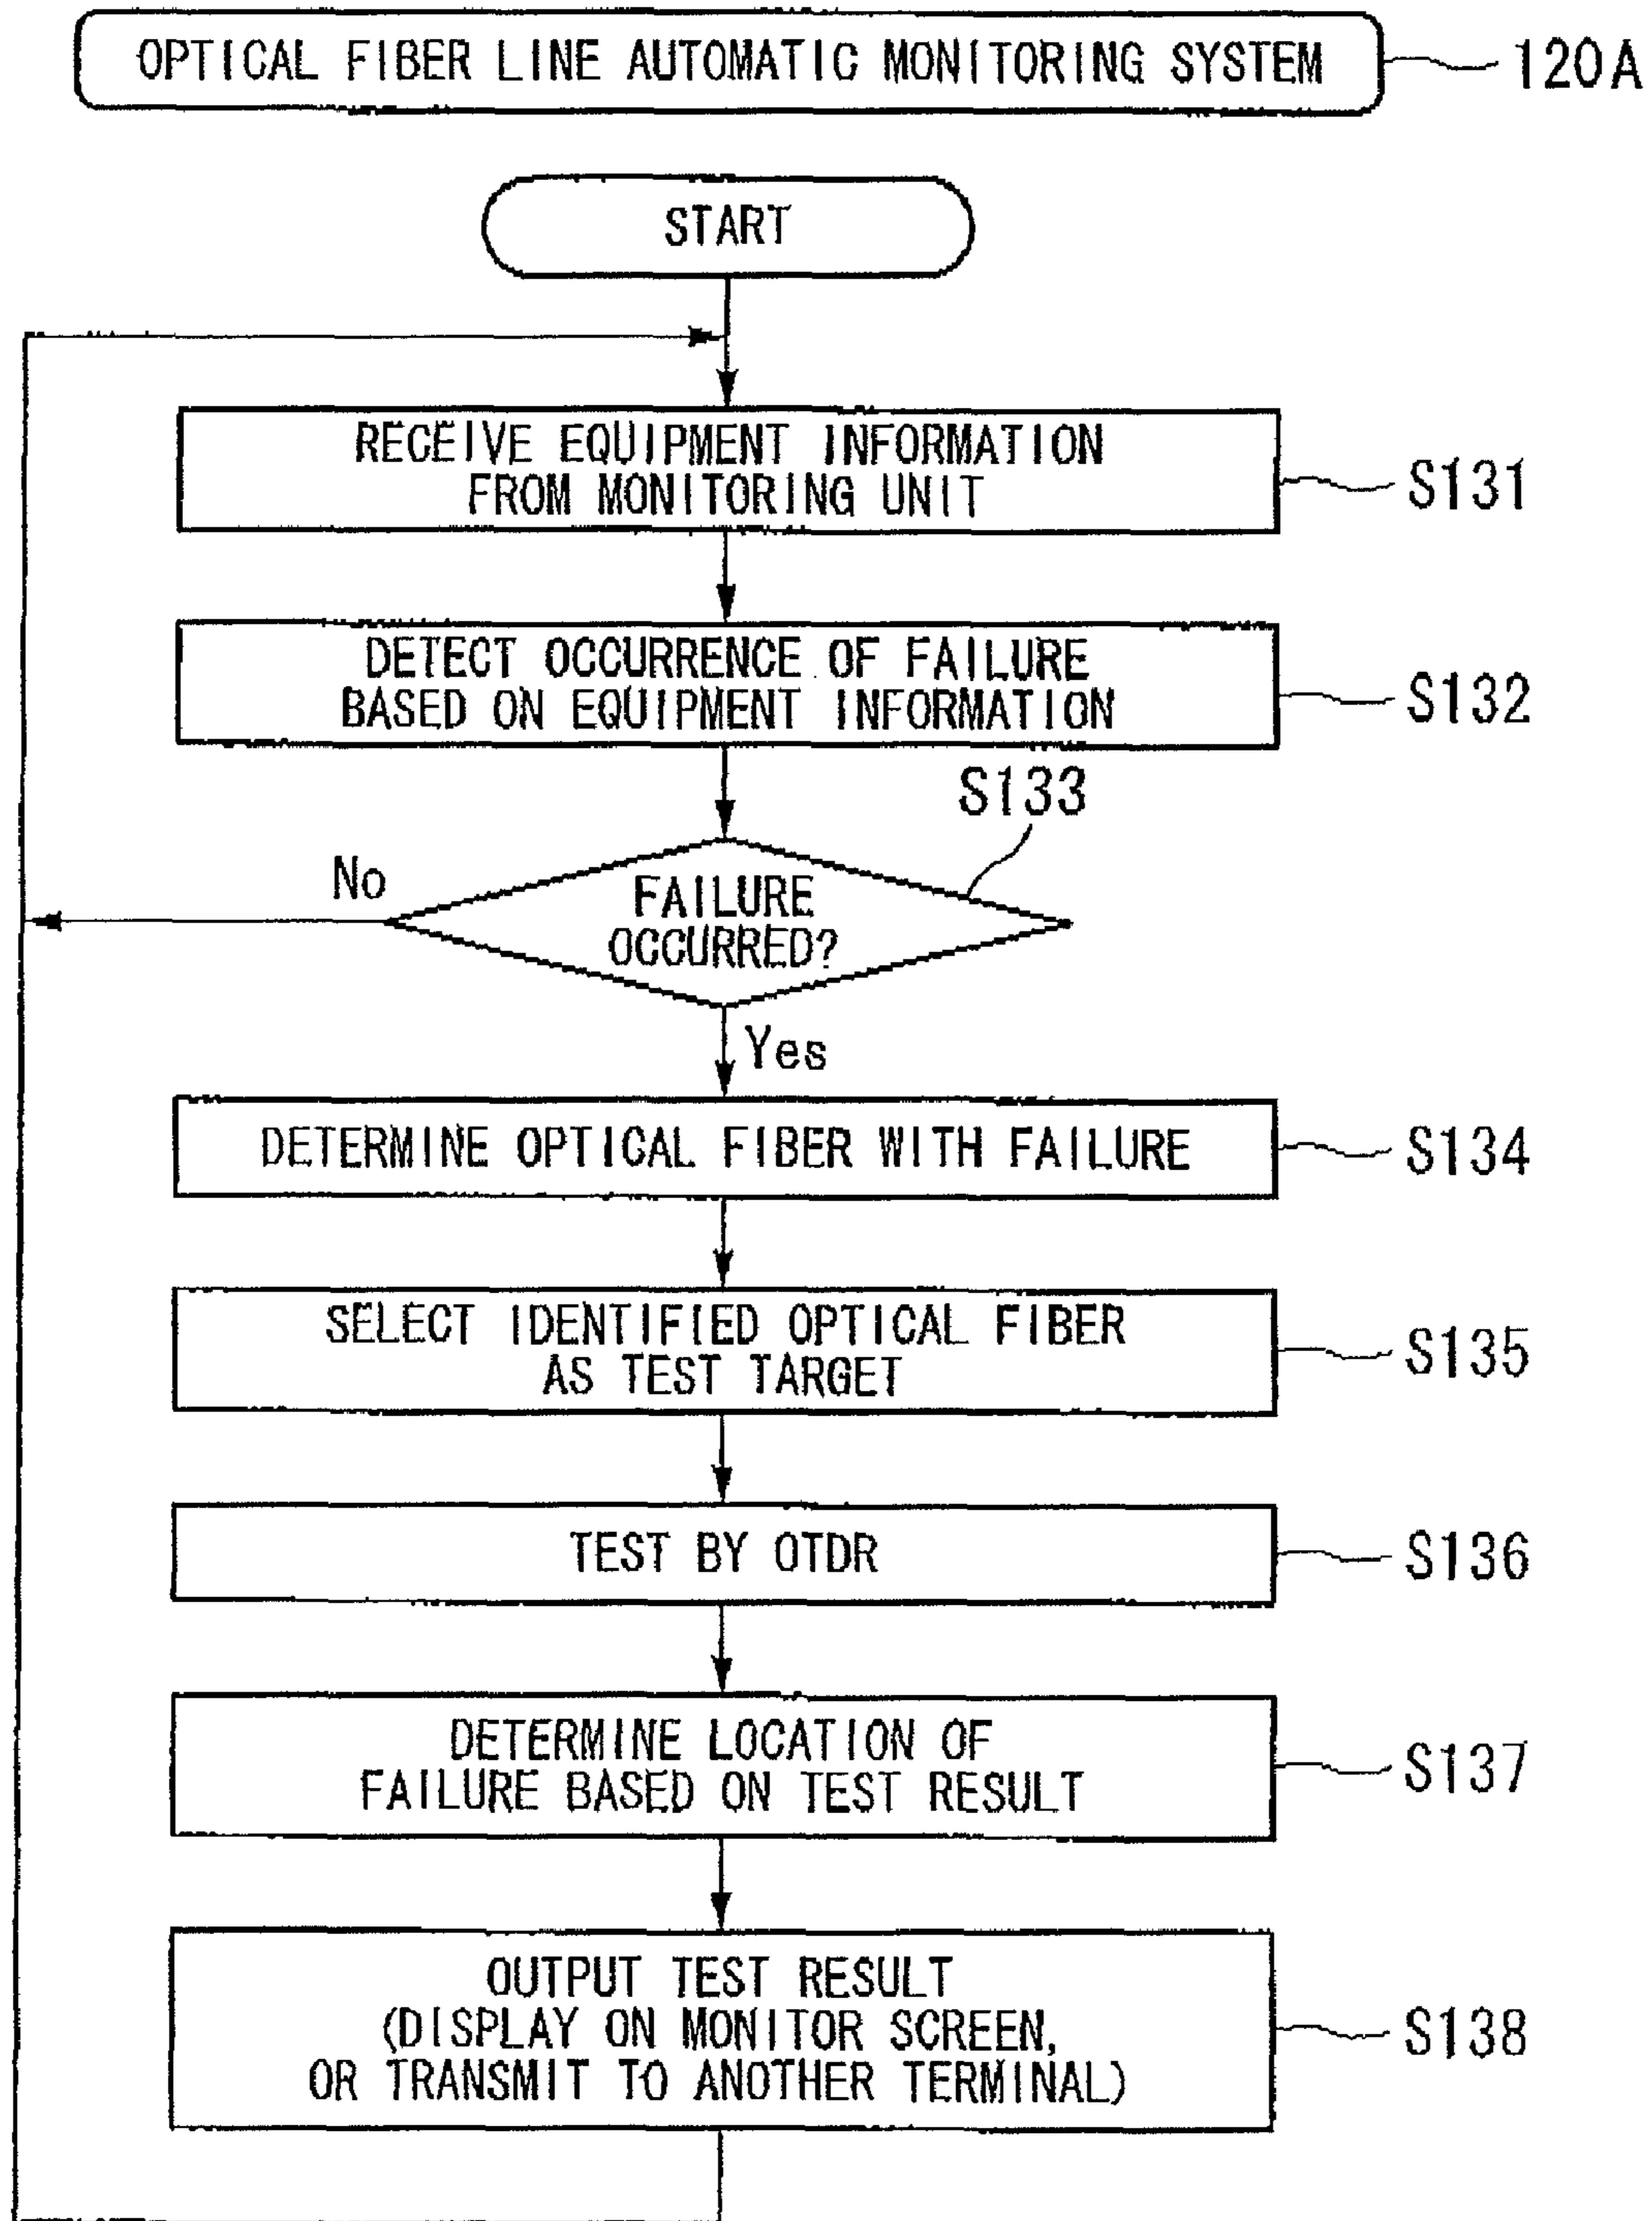 OPTICAL FIBER LINE AUTOMATIC MONITORING SYSTEM
120A
START
RECEIVE EQUIPMENT INFORMATION
FROM MONITORING UNIT
S131
DETECT OCCURRENCE OF FAILURE
BASED ON EQUIPMENT INFORMATION
S132
S133
No
FAILURE
OCCURRED?
Yes
DETERMINE OPTICAL FIBER WITH FAILURE
S134
SELECT IDENTIFIED OPTICAL FIBER
AS TEST TARGET
S135
TEST BY OTDR
S136
DETERMINE LOCATION OF
FAILURE BASED ON TEST RESULT
S137
OUTPUT TEST RESULT
(DISPLAY ON MONITOR SCREEN,
OR TRANSMIT TO ANOTHER TERMINAL)
S138